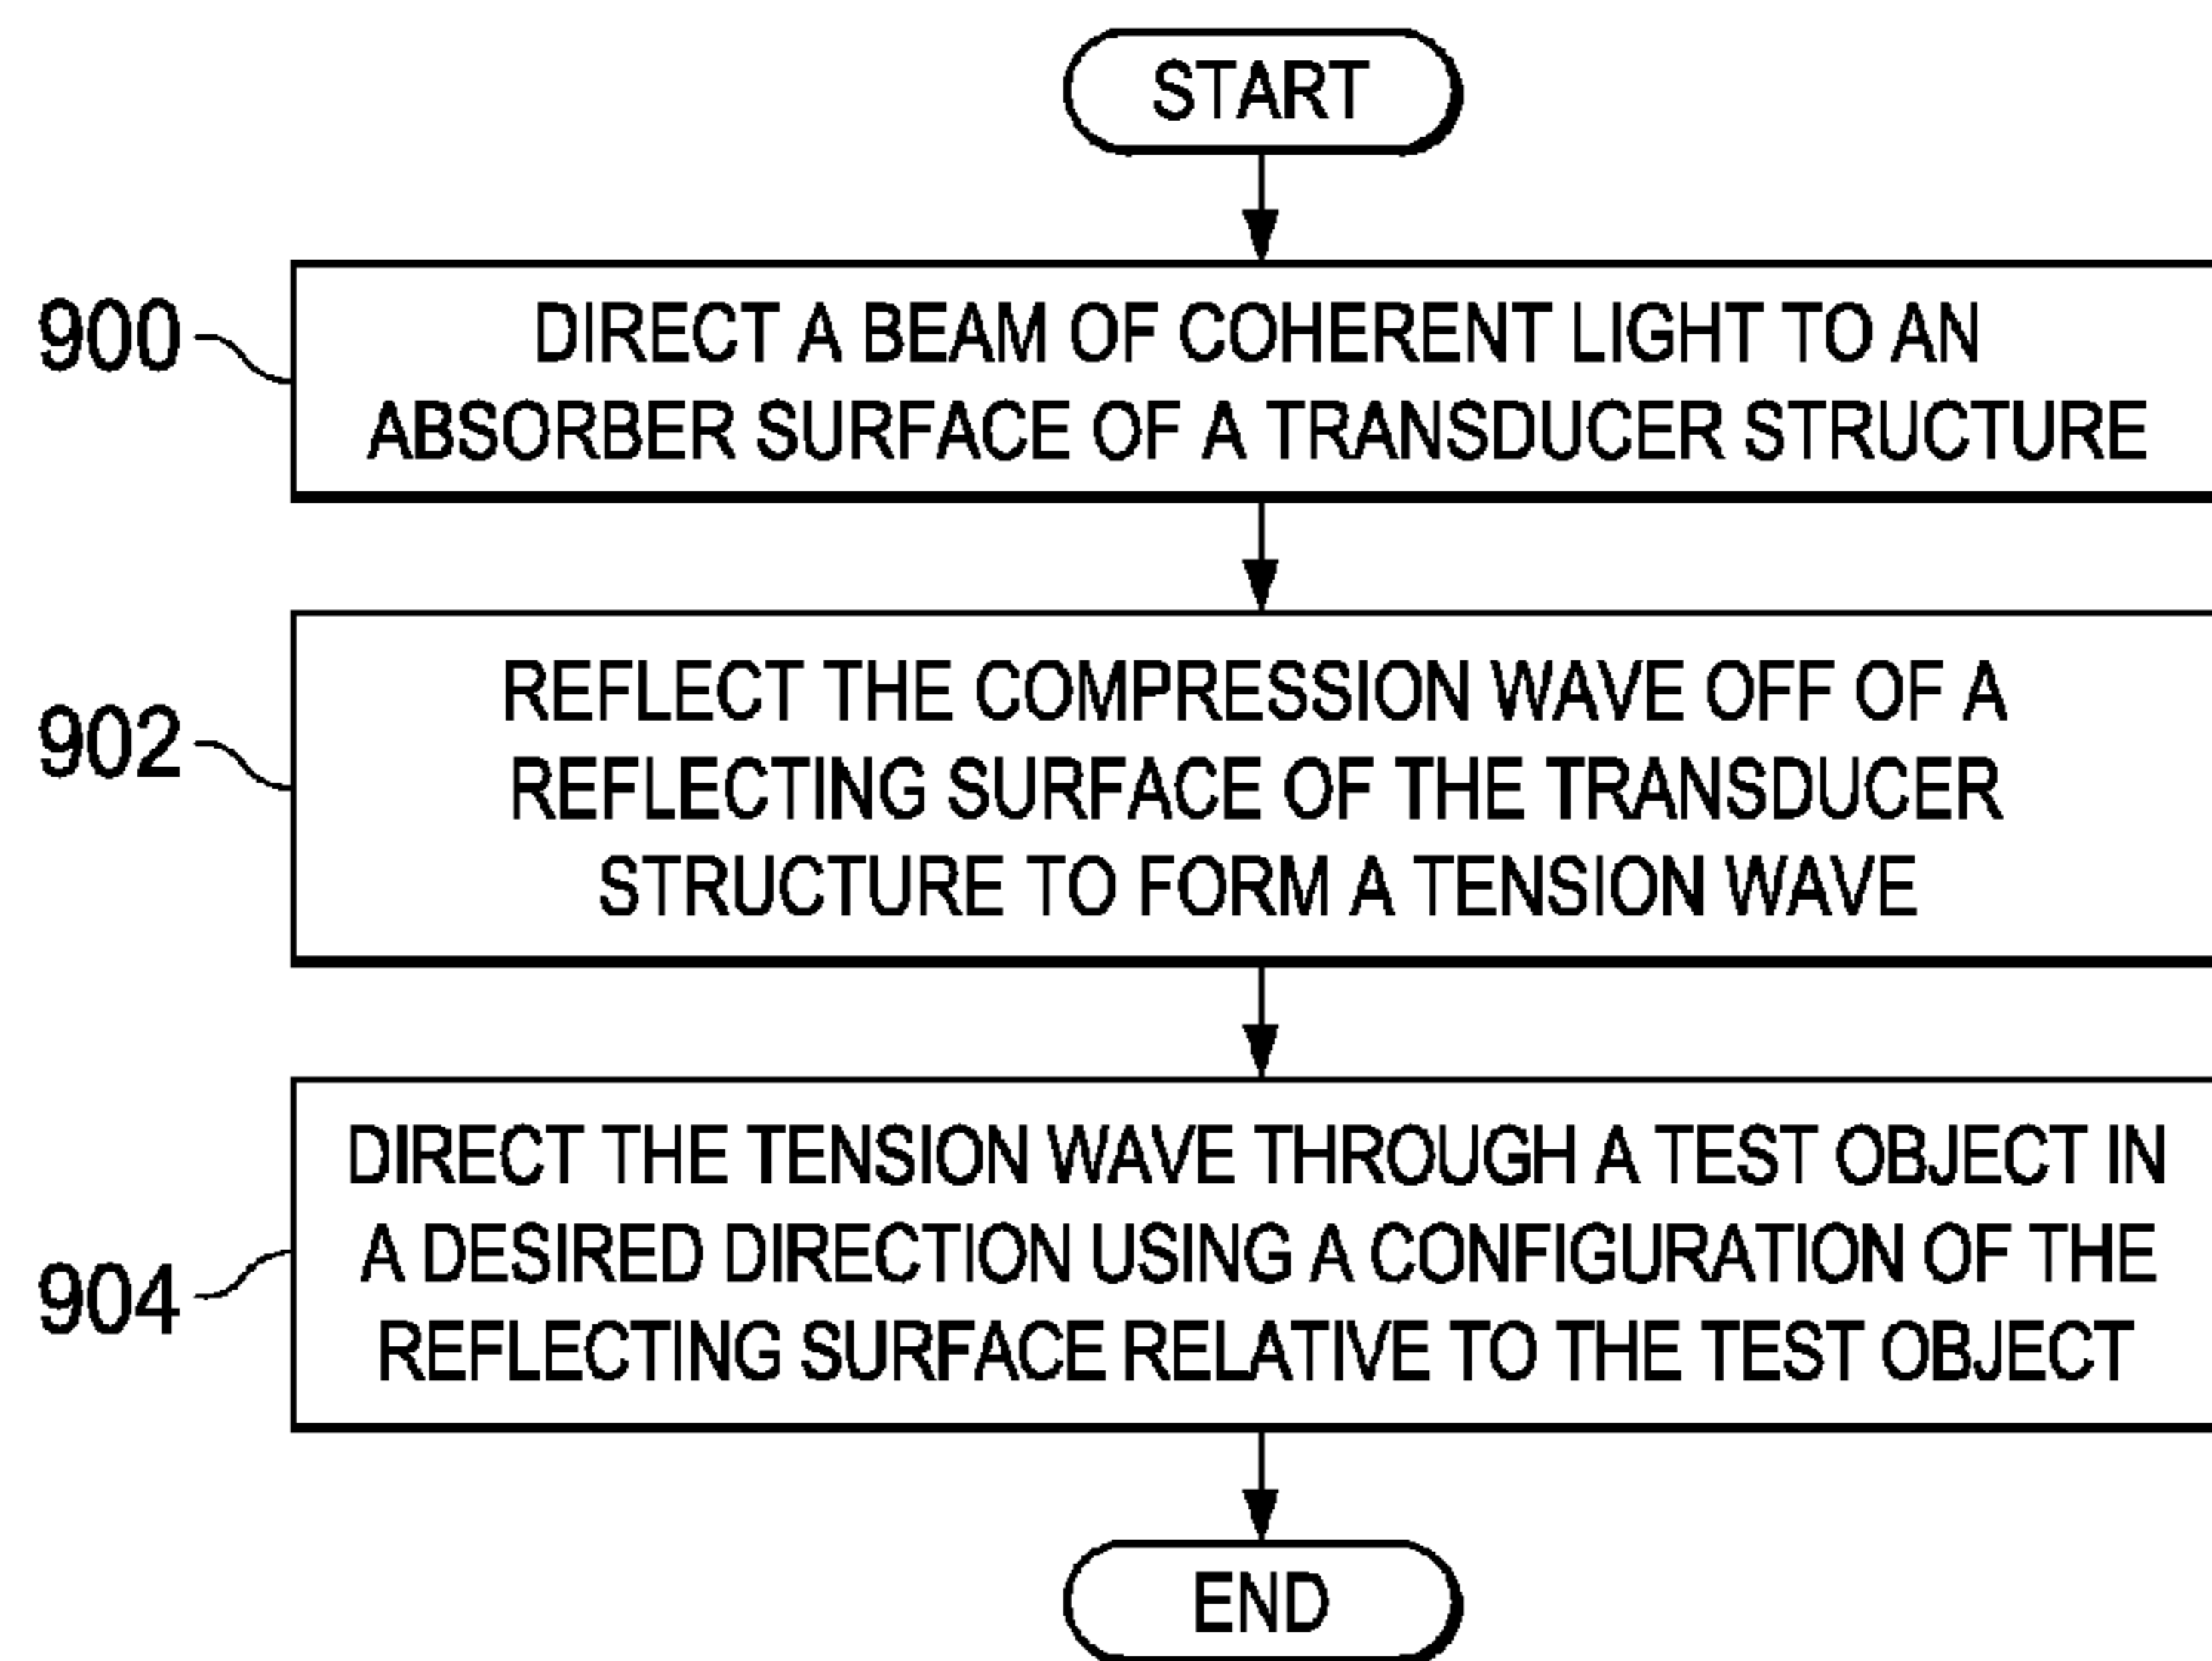 START
900
DIRECT A BEAM OF COHERENT LIGHT TO AN
ABSORBER SURFACE OF A TRANSDUCER STRUCTURE
902
REFLECT THE COMPRESSION WAVE OFF OF A
REFLECTING SURFACE OF THE TRANSDUCER
STRUCTURE TO FORM A TENSION WAVE
904
DIRECT THE TENSION WAVE THROUGH A TEST OBJECT IN
A DESIRED DIRECTION USING A CONFIGURATION OF THE
REFLECTING SURFACE RELATIVE TO THE TEST OBJECT
END